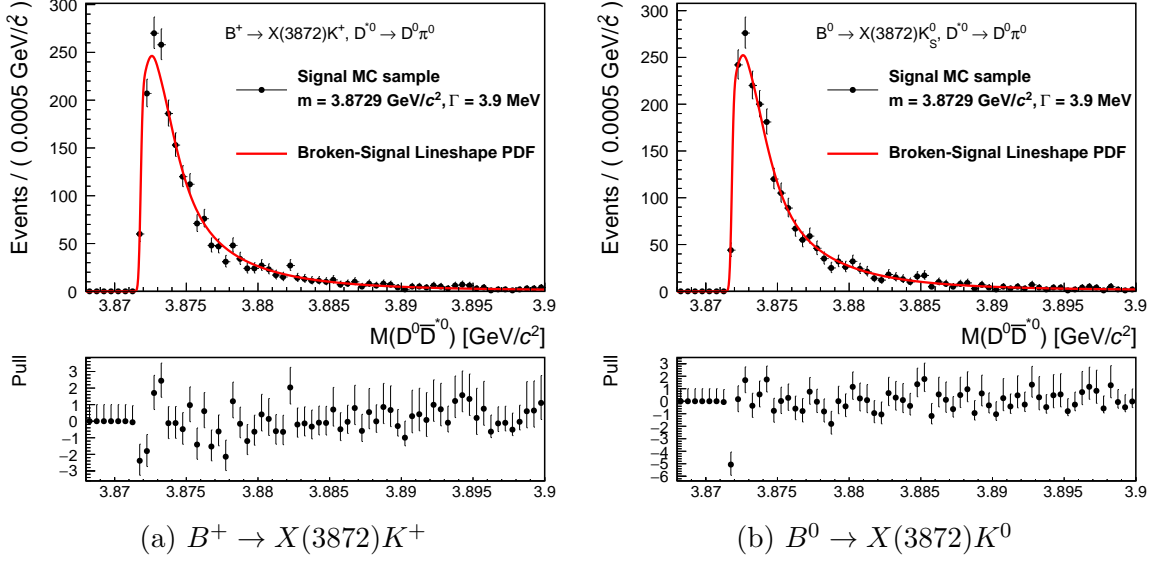 B⁺ → X(3872)K⁺, D*⁰ → D⁰π⁰
Signal MC sample
m = 3.8729 GeV/c², Γ = 3.9 MeV
Broken-Signal Lineshape PDF
Events / ( 0.0005 GeV/c² )
300
250
200
150
100
50
0
3.87 3.875 3.88 3.885 3.89 3.895 3.9
M(D⁰D̅*⁰) [GeV/c²]
Pull
3
2
1
0
−1
−2
−3
3.87 3.875 3.88 3.885 3.89 3.895 3.9
(a) B⁺ → X(3872)K⁺
B⁰ → X(3872)K_S⁰, D*⁰ → D⁰π⁰
Signal MC sample
m = 3.8729 GeV/c², Γ = 3.9 MeV
Broken-Signal Lineshape PDF
Events / ( 0.0005 GeV/c² )
300
250
200
150
100
50
0
3.87 3.875 3.88 3.885 3.89 3.895 3.9
M(D⁰D̅*⁰) [GeV/c²]
Pull
3
2
1
0
−1
−2
−3
−4
−5
−6
3.87 3.875 3.88 3.885 3.89 3.895 3.9
(b) B⁰ → X(3872)K⁰